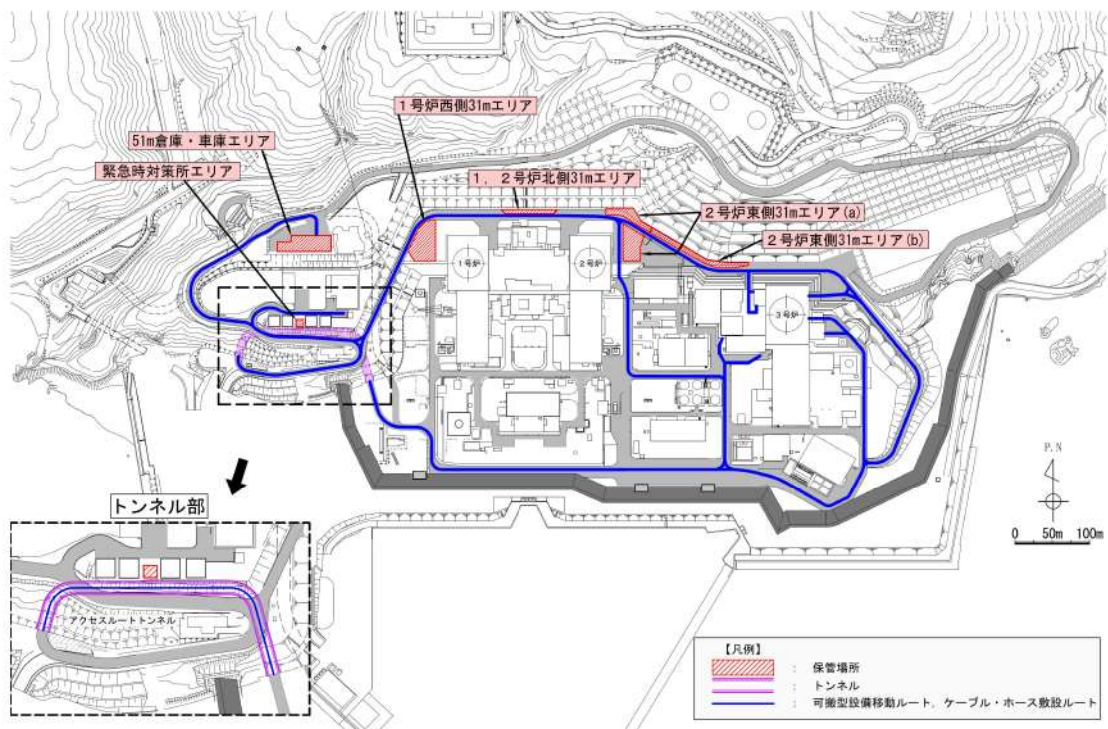 1号炉西側31mエリア
51m倉庫・車庫エリア
緊急時対策所エリア
1,2号炉北側31mエリア
2号炉東側31mエリア(a)
2号炉東側31mエリア(b)
1号炉
2号炉
3号炉
P.N
0 50m 100m
トンネル部
アクセスルートトンネル
【凡例】
: 保管場所
: トンネル
: 可搬型設備移動ルート,ケーブル・ホース敷設ルート